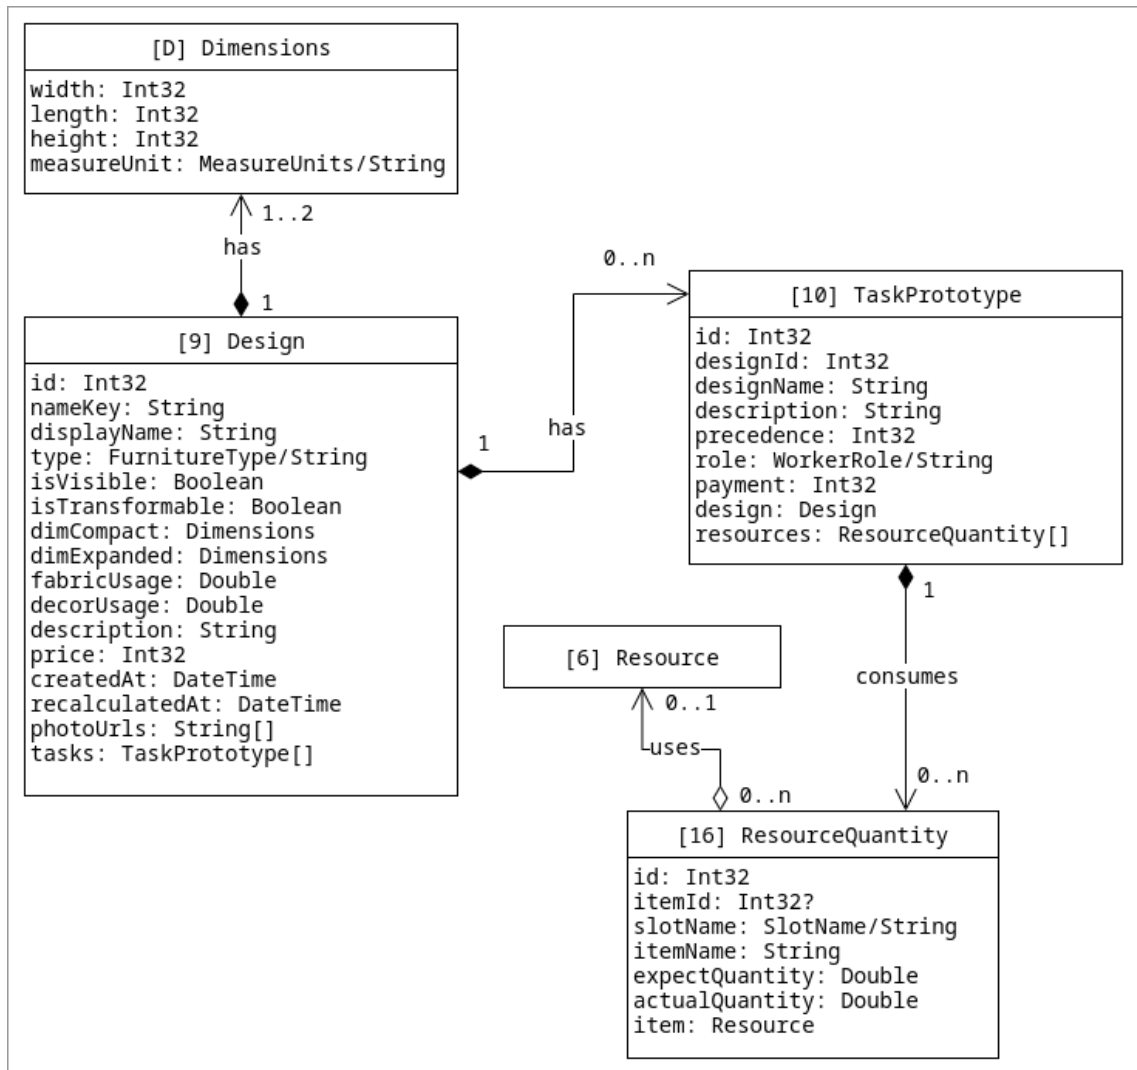 [D] Dimensions
width: Int32
length: Int32
height: Int32
measureUnit: MeasureUnits/String
1..2
has
1
[9] Design
id: Int32
nameKey: String
displayName: String
type: FurnitureType/String
isVisible: Boolean
isTransformable: Boolean
dimCompact: Dimensions
dimExpanded: Dimensions
fabricUsage: Double
decorUsage: Double
description: String
price: Int32
createdAt: DateTime
recalculatedAt: DateTime
photoUrls: String[]
tasks: TaskPrototype[]
1
has
0..n
[10] TaskPrototype
id: Int32
designId: Int32
designName: String
description: String
precedence: Int32
role: WorkerRole/String
payment: Int32
design: Design
resources: ResourceQuantity[]
1
consumes
0..n
[6] Resource
0..1
uses
0..n
[16] ResourceQuantity
id: Int32
itemId: Int32?
slotName: SlotName/String
itemName: String
expectQuantity: Double
actualQuantity: Double
item: Resource